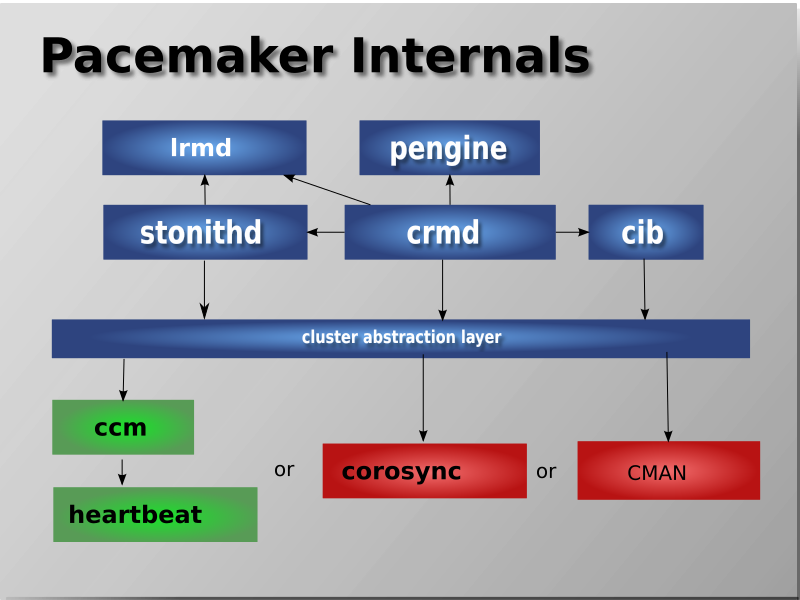 Pacemaker Internals
lrmd
pengine
stonithd
crmd
cib
cluster abstraction layer
ccm
or
corosync
or
CMAN
heartbeat